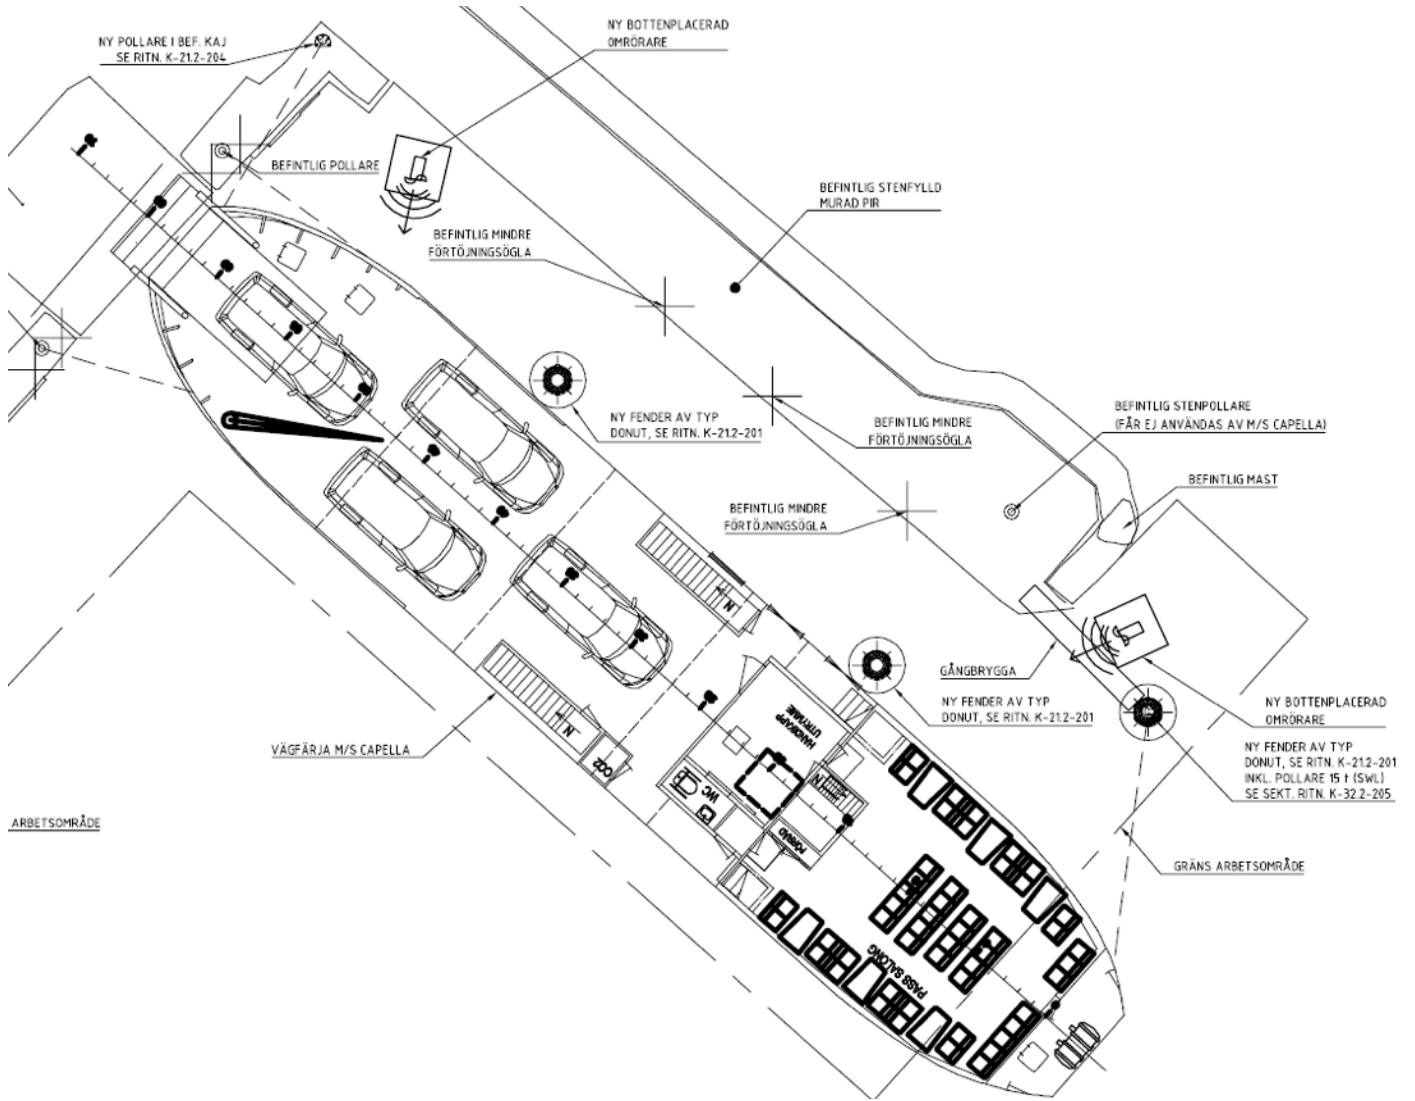 NY BOTTENPLACERAD
OMRÖRARE
NY POLLARE I BEF. KAJ
SE RITN. K-21.2-204
BEFINTLIG POLLARE
BEFINTLIG STENFYLLD
MURAD PIR
BEFINTLIG MINDRE
FÖRTÖJNINGSÖGLA
NY FENDER AV TYP
DONUT, SE RITN. K-21.2-201
BEFINTLIG MINDRE
FÖRTÖJNINGSÖGLA
BEFINTLIG STENPOLLARE
(FÅR EJ ANVÄNDAS AV M/S CAPELLA)
BEFINTLIG MAST
BEFINTLIG MINDRE
FÖRTÖJNINGSÖGLA
N
GÅNGBRYGGA
NY FENDER AV TYP
DONUT, SE RITN. K-21.2-201
NY BOTTENPLACERAD
OMRÖRARE
NY FENDER AV TYP
DONUT, SE RITN. K-21.2-201
INKL. POLLARE 15 t (SWL)
SE SEKT. RITN. K-32.2-205
VÄGFÄRJA M/S CAPELLA
N
CO2
HANDIKAPP
UTRYMME
WC
N
FÖRRÅD
ARBETSOMRÅDE
GRÄNS ARBETSOMRÅDE
PASS SALONG